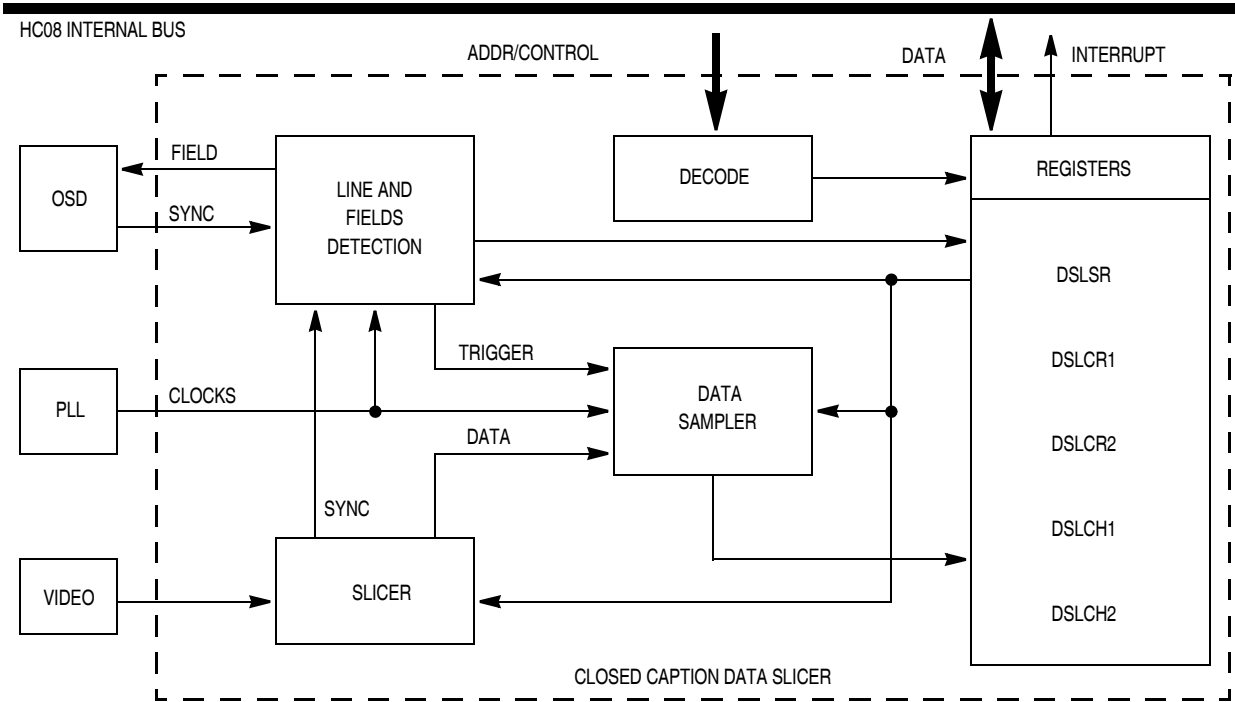 HC08 INTERNAL BUS
ADDR/CONTROL
DATA
INTERRUPT
OSD
FIELD
SYNC
LINE AND
FIELDS
DETECTION
DECODE
REGISTERS
DSLSR
DSLCR1
DSLCR2
DSLCH1
DSLCH2
PLL
CLOCKS
TRIGGER
DATA
SAMPLER
DATA
SYNC
VIDEO
SLICER
CLOSED CAPTION DATA SLICER